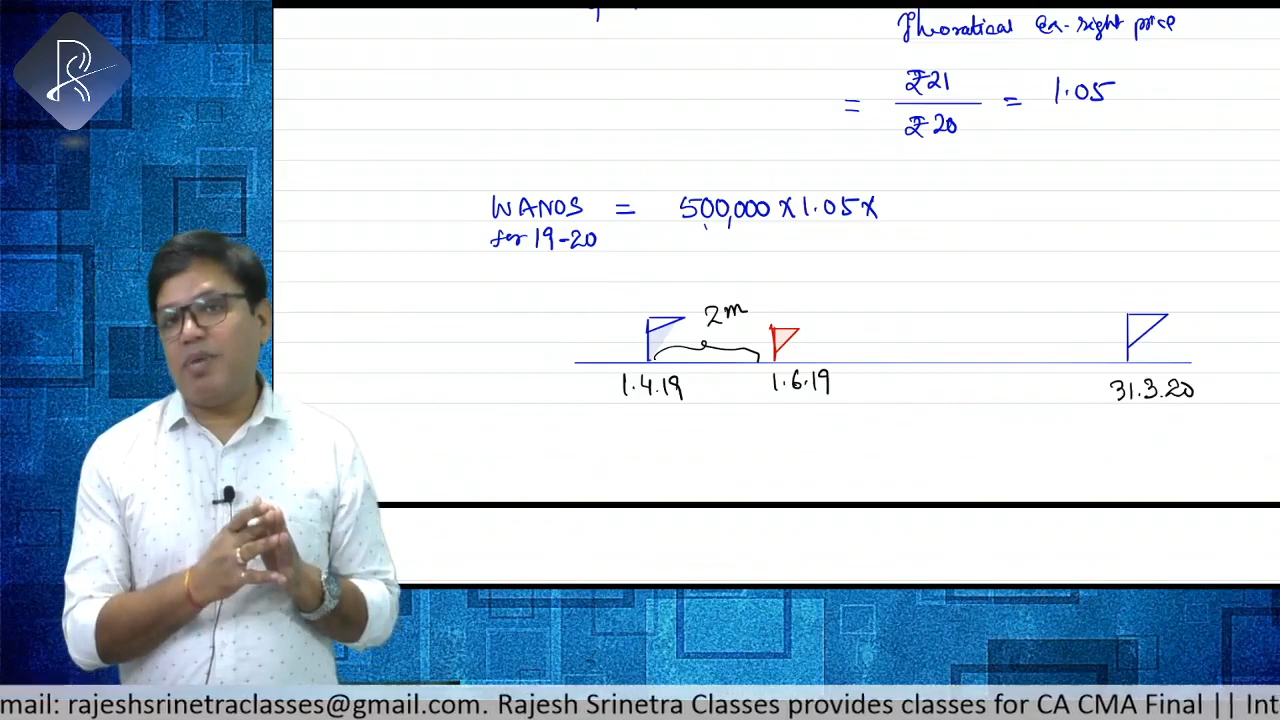 RS
Theoratical Ex-right price
= ₹21 / ₹20 = 1.05
WANOS = 500,000 X 1.05 X
for 19-20
2m
1.4.19 1.6.19 31.3.20
mail: rajeshsrinetraclasses@gmail.com. Rajesh Srinetra Classes provides classes for CA CMA Final || Int